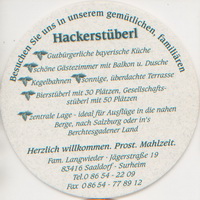 Besuchen Sie uns in unserem gemütlichen, familiären
Hackerstüberl
Gutbürgerliche bayerische Küche
schöne Gästezimmer mit Balkon u. Dusche
Kegelbahnen Sonnige, überdachte Terrasse
Bierstüberl mit 30 Plätzen, Gesellschafts-
stüberl mit 50 Plätzen
zentrale Lage - ideal für Ausflüge in die nahen
Berge, nach Salzburg oder in's
Berchtesgadener Land
Herzlich willkommen. Prost. Mahlzeit.
Fam. Langwieder - Jägerstraße 19
83416 Saaldorf - Surheim
Tel.0 86 54 - 22 09
Fax 0 86 54 - 77 89 12